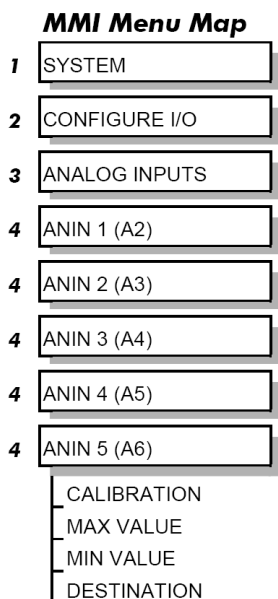 MMI Menu Map
1 SYSTEM
2 CONFIGURE I/O
3 ANALOG INPUTS
4 ANIN 1 (A2)
4 ANIN 2 (A3)
4 ANIN 3 (A4)
4 ANIN 4 (A5)
4 ANIN 5 (A6)
CALIBRATION
MAX VALUE
MIN VALUE
DESTINATION